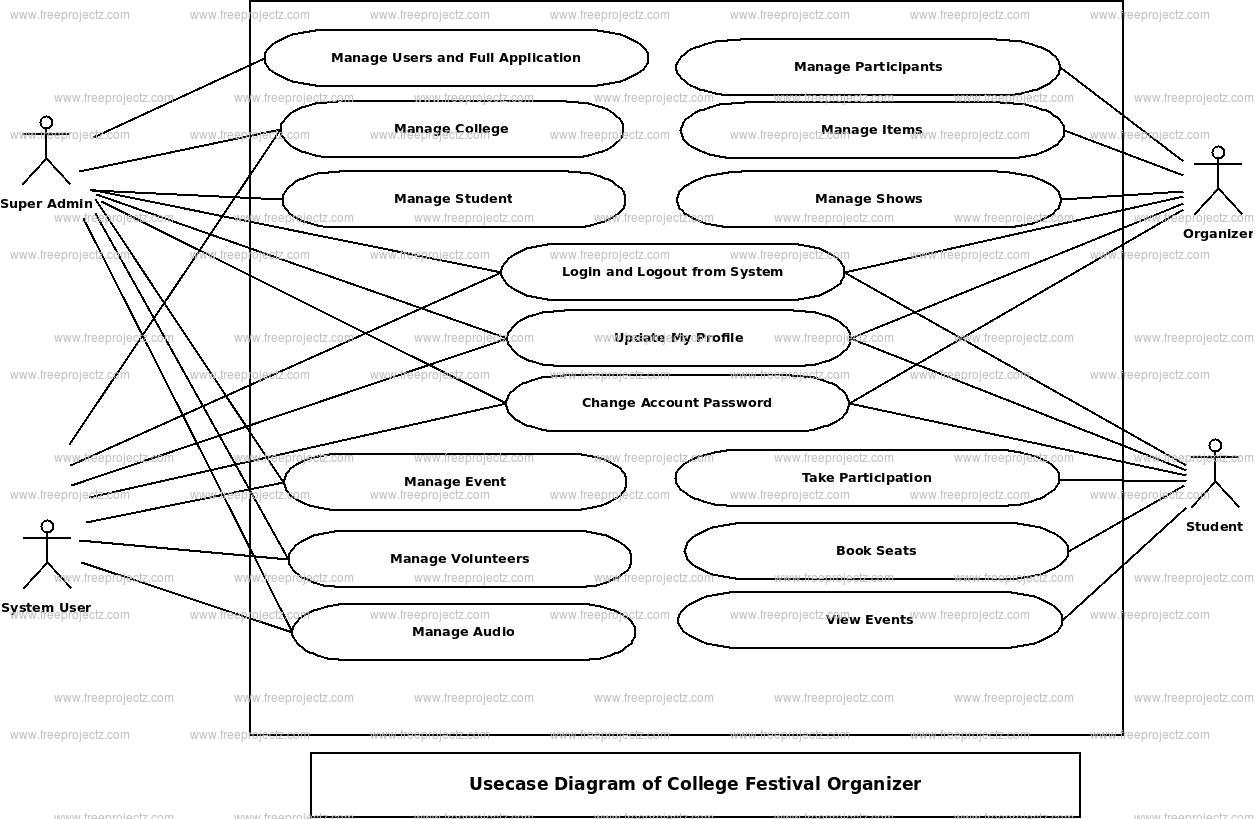 Manage Users and Full Application
Manage Participants
Manage College
Manage Items
Manage Student
Manage Shows
Super Admin
Organizer
Login and Logout from System
Update My Profile
Change Account Password
Manage Event
Take Participation
Student
Manage Volunteers
Book Seats
System User
Manage Audio
View Events
Usecase Diagram of College Festival Organizer
www.freeprojectz.com